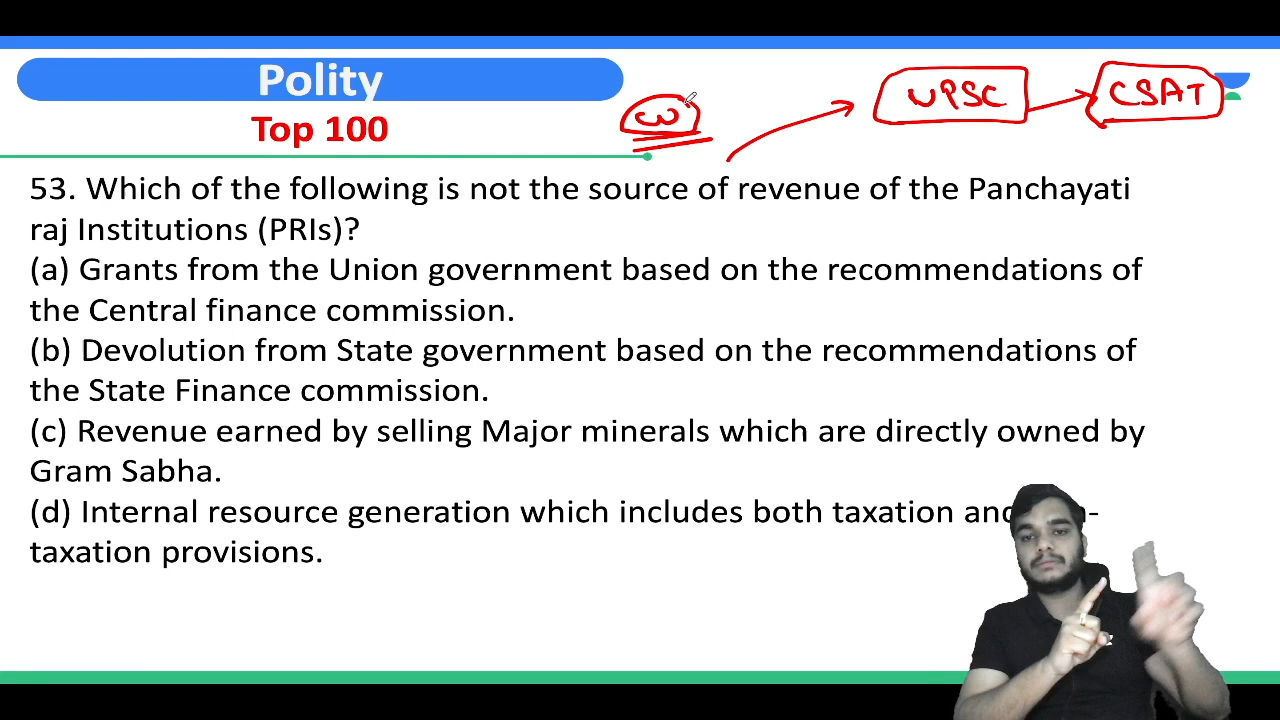 Polity
Top 100
UPSC CSAT
53. Which of the following is not the source of revenue of the Panchayati
raj Institutions (PRIs)?
(a) Grants from the Union government based on the recommendations of
the Central finance commission.
(b) Devolution from State government based on the recommendations of
the State Finance commission.
(c) Revenue earned by selling Major minerals which are directly owned by
Gram Sabha.
(d) Internal resource generation which includes both taxation and
taxation provisions.